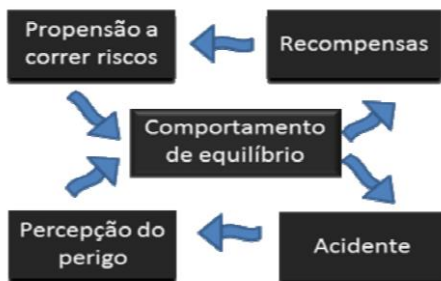 Propensão a
correr riscos
Recompensas
Comportamento
de equilíbrio
Percepção do
perigo
Acidente